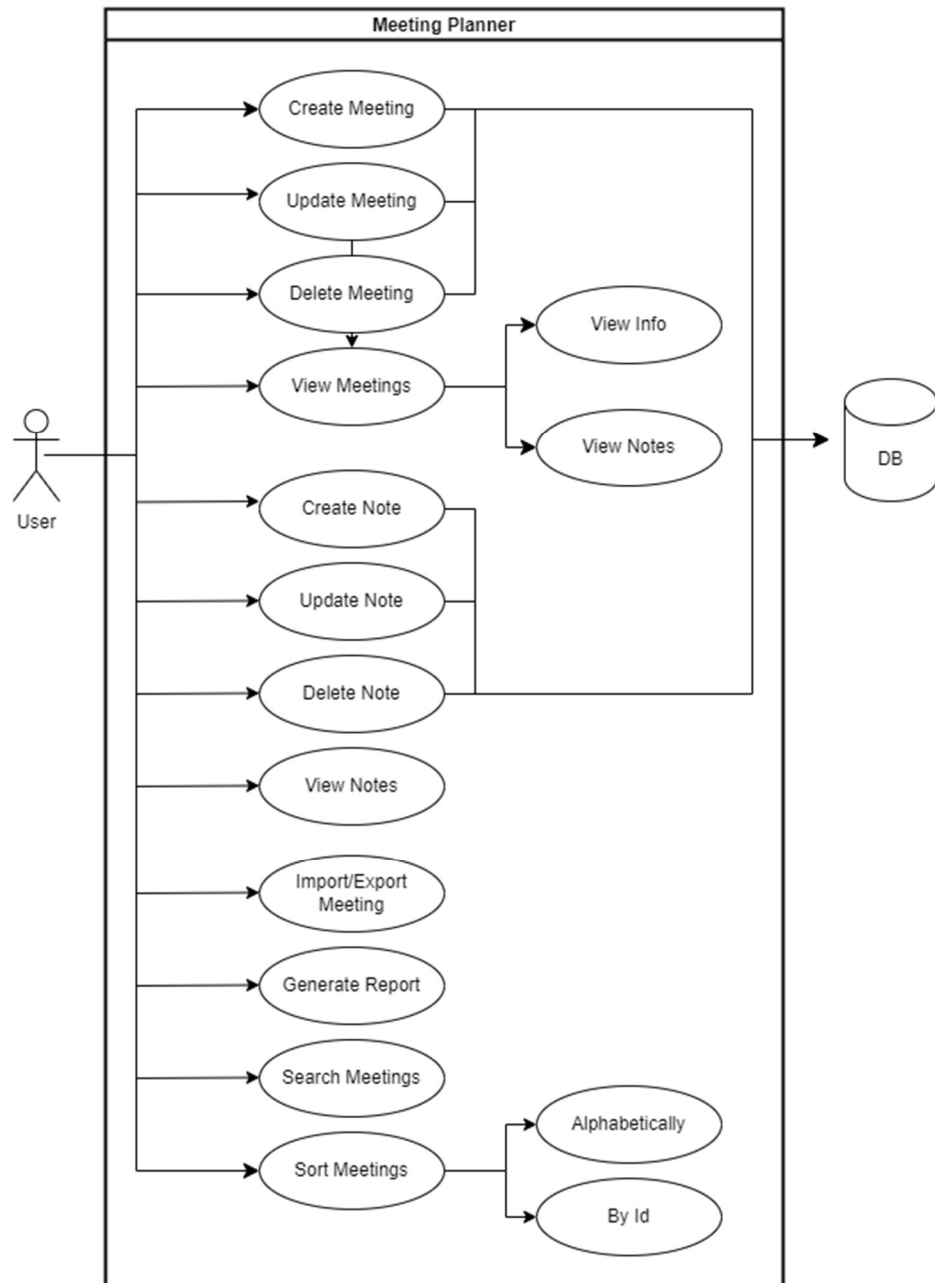 Meeting Planner
Create Meeting
Update Meeting
Delete Meeting
View Info
View Meetings
View Notes
DB
Create Note
User
Update Note
Delete Note
View Notes
Import/Export
Meeting
Generate Report
Search Meetings
Alphabetically
Sort Meetings
By Id